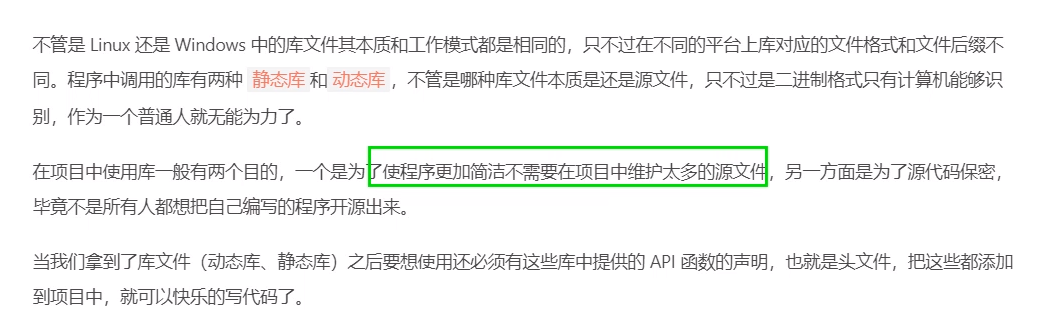 不管是 Linux 还是 Windows 中的库文件其本质和工作模式都是相同的，只不过在不同的平台上库对应的文件格式和文件后缀不
同。程序中调用的库有两种 静态库 和 动态库 ，不管是哪种库文件本质是还是源文件，只不过是二进制格式只有计算机能够识
别，作为一个普通人就无能为力了。
在项目中使用库一般有两个目的，一个是为了使程序更加简洁不需要在项目中维护太多的源文件，另一方面是为了源代码保密，
毕竟不是所有人都想把自己编写的程序开源出来。
当我们拿到了库文件（动态库、静态库）之后要想使用还必须有这些库中提供的 API 函数的声明，也就是头文件，把这些都添加
到项目中，就可以快乐的写代码了。